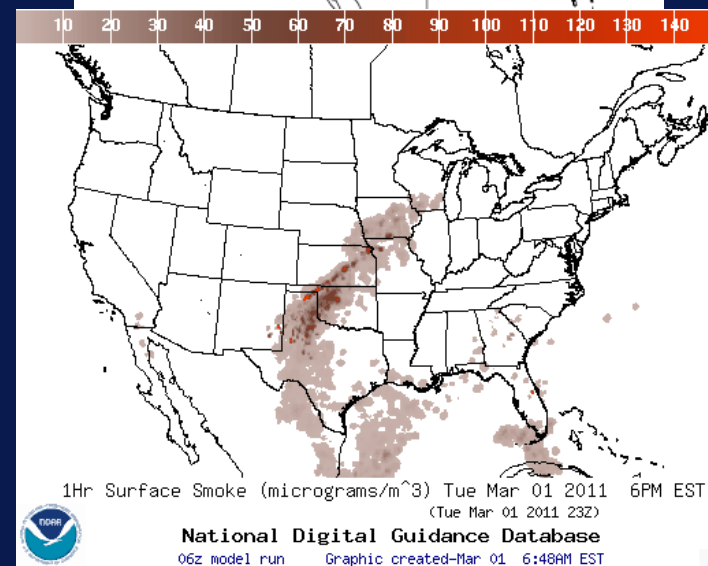 10 20 30 40 50 60 70 80 90 100 110 120 130 140
1Hr Surface Smoke (micrograms/m^3) Tue Mar 01 2011 6PM EST
(Tue Mar 01 2011 23Z)
NOAA
National Digital Guidance Database
06z model run Graphic created-Mar 01 6:48AM EST